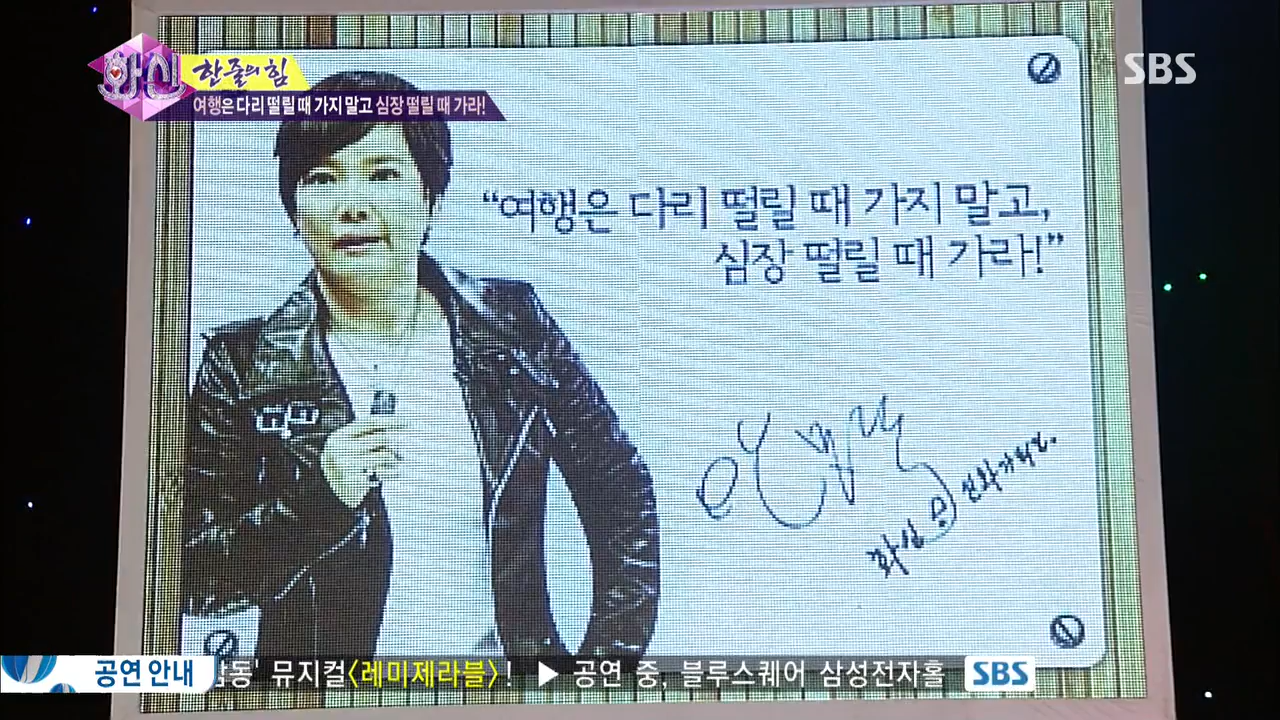 화신
한 줄의 힘
SBS
여행은 다리 떨릴 때 가지 말고 심장 떨릴 때 가라!
“여행은 다리 떨릴 때 가지 말고,
심장 떨릴 때 가라!”
화신
공연 안내
동 뮤지컬<레미제라블>! ▶ 공연 중, 블루스퀘어 삼성전자홀 SBS